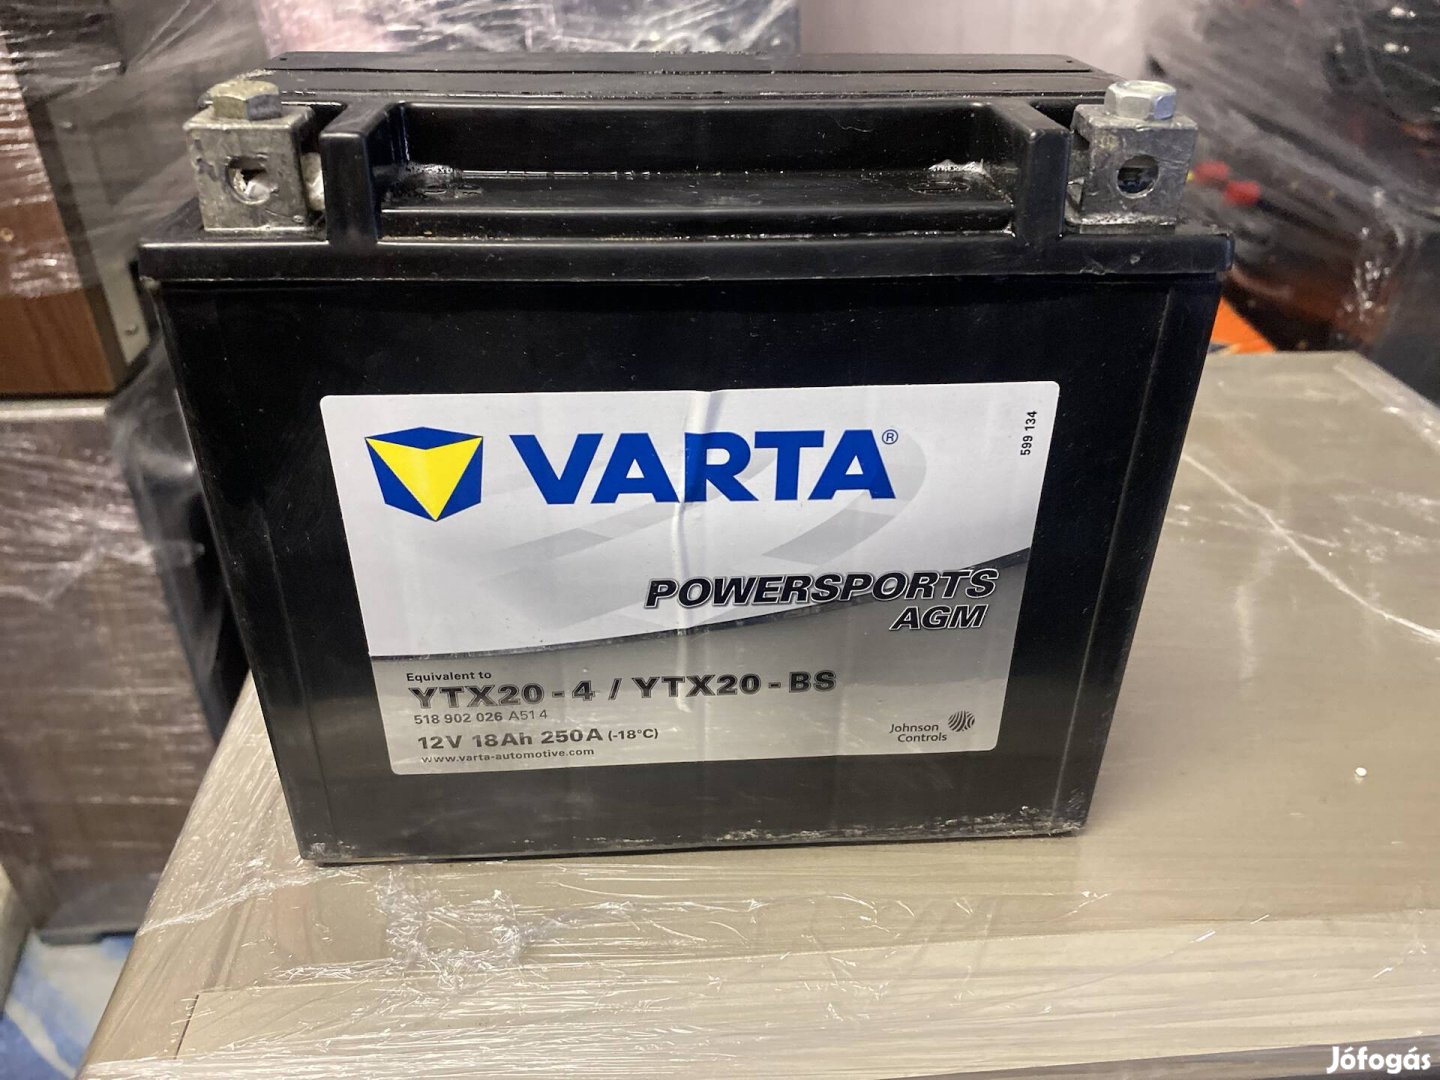 VARTA®
599 134
POWERSPORTS
AGM
Equivalent to
YTX20-4 / YTX20-BS
518 902 026 A51 4
12V 18Ah 250A (-18°C)
www.varta-automotive.com
Johnson
Controls
Jófogás